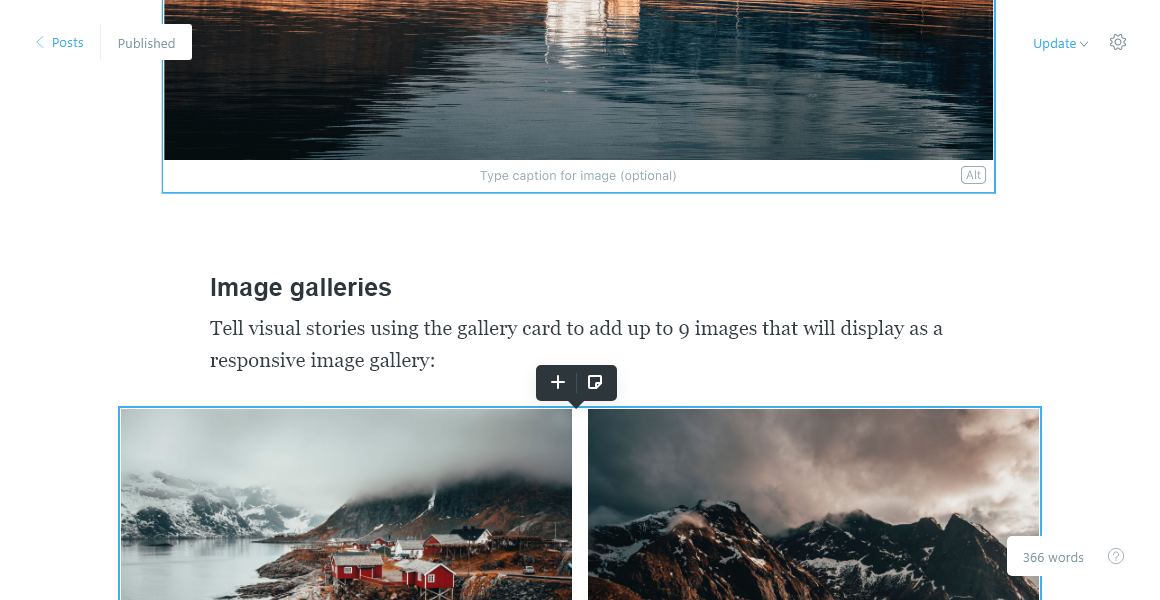 Posts
Published
Update
Type caption for image (optional)
Alt
Image galleries
Tell visual stories using the gallery card to add up to 9 images that will display as a
responsive image gallery:
366 words
?